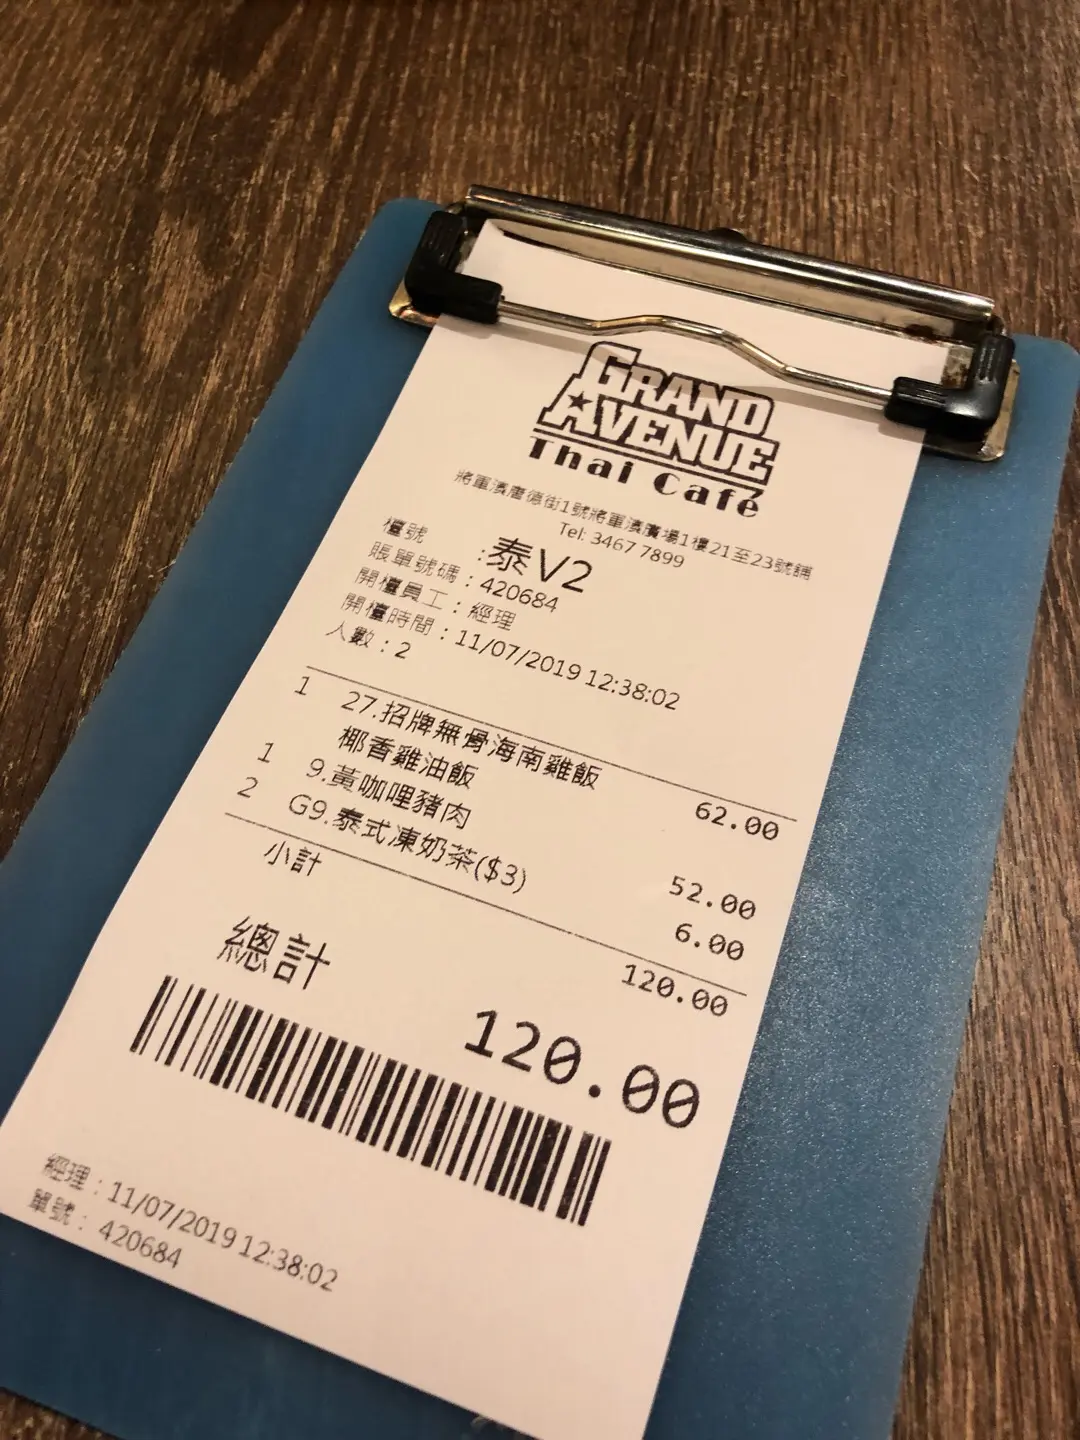 GRAND
AVENUE
Thai Café
將軍澳唐德街1號將軍澳廣場1樓21至23號舖
Tel: 3467 7899
檯號 :泰V2
賬單號碼 : 420684
開檯員工 : 經理
開檯時間 : 11/07/2019 12:38:02
人數 : 2
1 27.招牌無骨海南雞飯
椰香雞油飯 62.00
1 9.黃咖哩豬肉 52.00
2 G9.泰式凍奶茶($3) 6.00
小計 120.00
總計 120.00
經理 : 11/07/2019 12:38:02
單號 : 420684